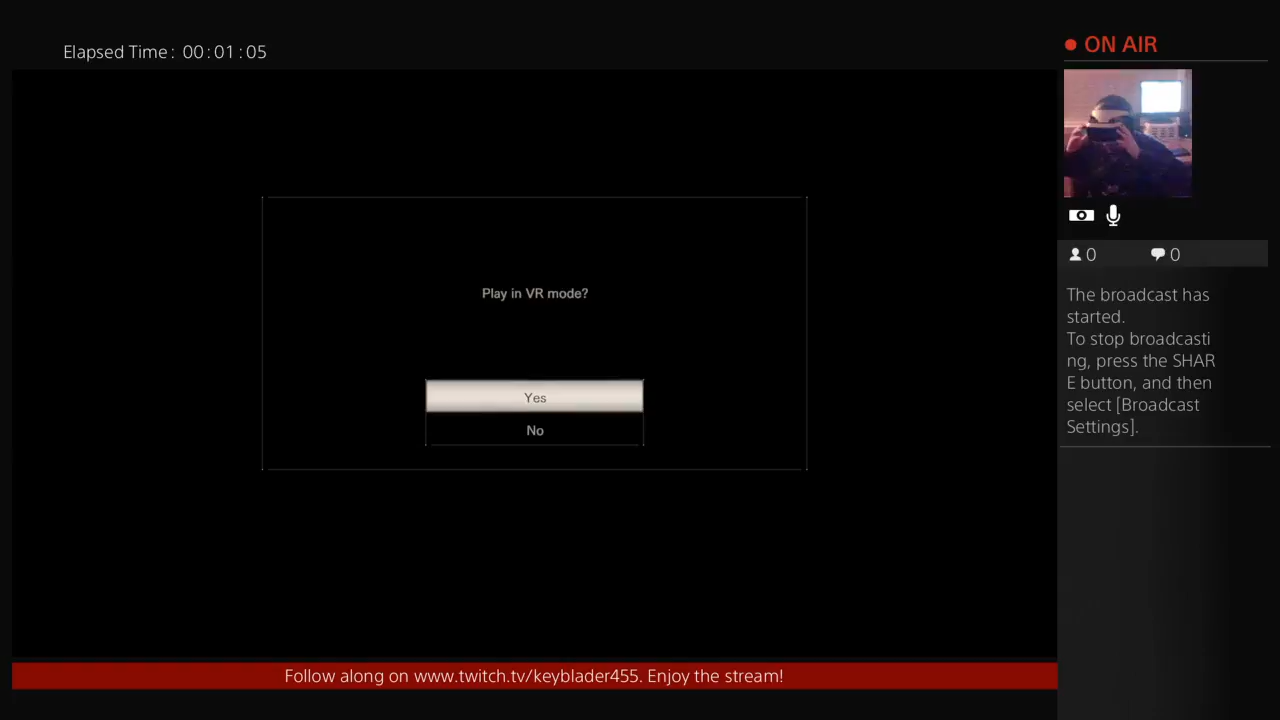 Elapsed Time: 00:01:05
ON AIR
0
0
The broadcast has
started.
To stop broadcasti
ng, press the SHAR
E button, and then
select [Broadcast
Settings].
Play in VR mode?
Yes
No
Follow along on www.twitch.tv/keyblader455. Enjoy the stream!